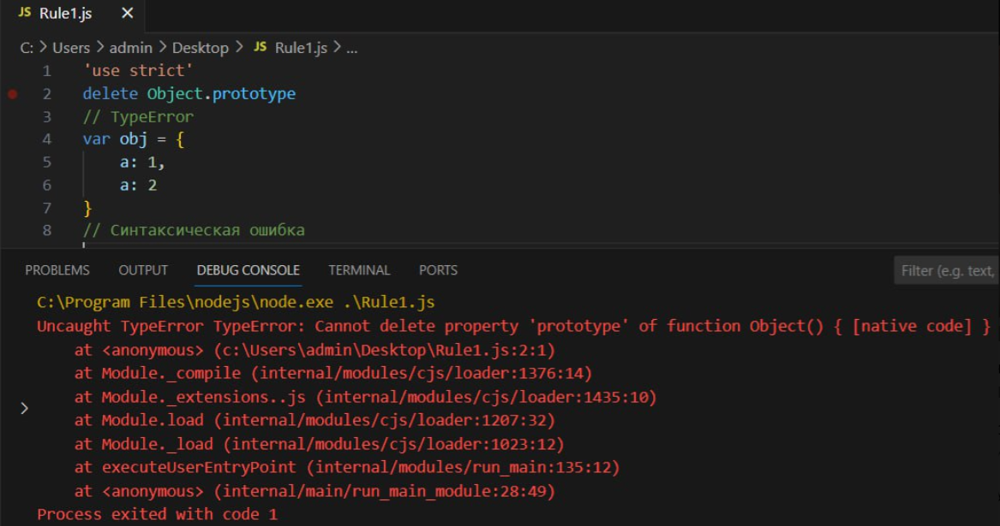 JS Rule1.js ✕
C: > Users > admin > Desktop > JS Rule1.js > ...
1 'use strict'
2 delete Object.prototype
3 // TypeError
4 var obj = {
5     a: 1,
6     a: 2
7 }
8 // Синтаксическая ошибка
PROBLEMS OUTPUT DEBUG CONSOLE TERMINAL PORTS Filter (e.g. text,
C:\Program Files\nodejs\node.exe .\Rule1.js
Uncaught TypeError TypeError: Cannot delete property 'prototype' of function Object() { [native code] }
    at <anonymous> (c:\Users\admin\Desktop\Rule1.js:2:1)
    at Module._compile (internal/modules/cjs/loader:1376:14)
    at Module._extensions..js (internal/modules/cjs/loader:1435:10)
    at Module.load (internal/modules/cjs/loader:1207:32)
    at Module._load (internal/modules/cjs/loader:1023:12)
    at executeUserEntryPoint (internal/modules/run_main:135:12)
    at <anonymous> (internal/main/run_main_module:28:49)
Process exited with code 1